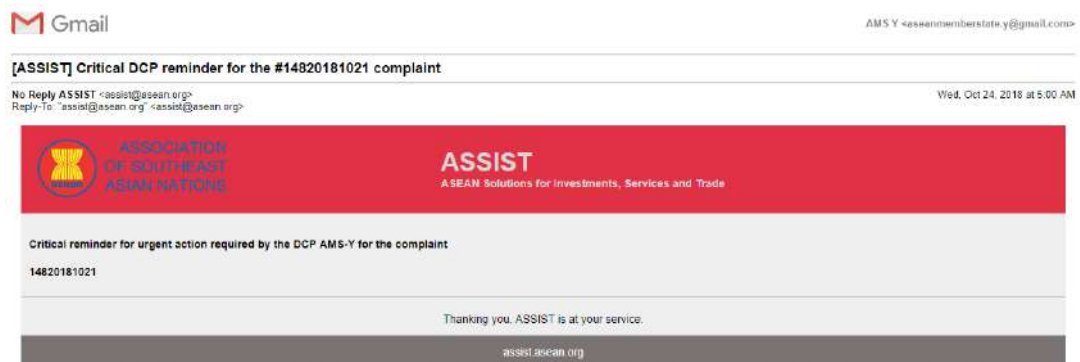 Gmail
AMS Y <aseanmemberstate.y@gmail.com>
[ASSIST] Critical DCP reminder for the #14820181021 complaint
No Reply ASSIST <assist@asean.org>
Wed, Oct 24, 2018 at 5:00 AM
Reply-To: "assist@asean.org" <assist@asean.org>
ASSOCIATION
OF SOUTHEAST
ASIAN NATIONS
ASSIST
ASEAN Solutions for Investments, Services and Trade
Critical reminder for urgent action required by the DCP AMS-Y for the complaint
14820181021
Thanking you, ASSIST is at your service.
assist.asean.org